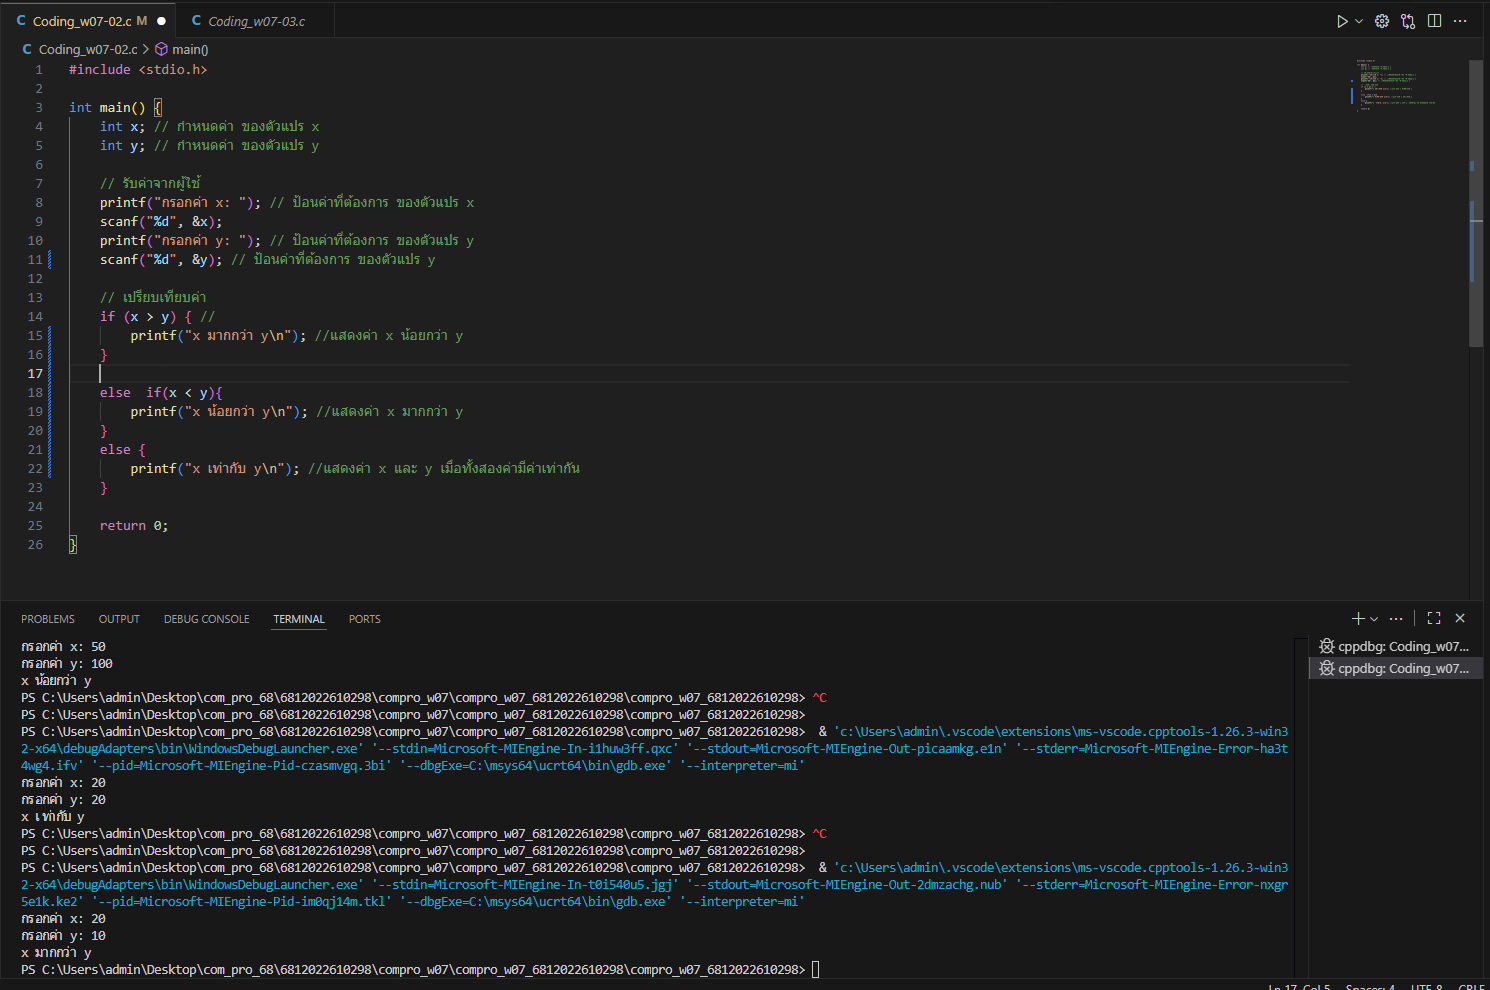 Coding_w07-02.c M
Coding_w07-03.c
Coding_w07-02.c > main()
1 #include <stdio.h>
2
3 int main() {
4 int x; // กำหนดค่า ของตัวแปร x
5 int y; // กำหนดค่า ของตัวแปร y
6
7 // รับค่าจากผู้ใช้
8 printf("กรอกค่า x: "); // ป้อนค่าที่ต้องการ ของตัวแปร x
9 scanf("%d", &x);
10 printf("กรอกค่า y: "); // ป้อนค่าที่ต้องการ ของตัวแปร y
11 scanf("%d", &y); // ป้อนค่าที่ต้องการ ของตัวแปร y
12
13 // เปรียบเทียบค่า
14 if (x > y) { //
15 printf("x มากกว่า y\n"); //แสดงค่า x น้อยกว่า y
16 }
17
18 else  if(x < y){
19 printf("x น้อยกว่า y\n"); //แสดงค่า x มากกว่า y
20 }
21 else {
22 printf("x เท่ากับ y\n"); //แสดงค่า x และ y เมื่อทั้งสองค่ามีค่าเท่ากัน
23 }
24
25 return 0;
26 }
PROBLEMS OUTPUT DEBUG CONSOLE TERMINAL PORTS
กรอกค่า x: 50
กรอกค่า y: 100
x น้อยกว่า y
PS C:\Users\admin\Desktop\com_pro_68\6812022610298\compro_w07\compro_w07_6812022610298\compro_w07_6812022610298> ^C
PS C:\Users\admin\Desktop\com_pro_68\6812022610298\compro_w07\compro_w07_6812022610298\compro_w07_6812022610298>
PS C:\Users\admin\Desktop\com_pro_68\6812022610298\compro_w07\compro_w07_6812022610298\compro_w07_6812022610298>  & 'c:\Users\admin\.vscode\extensions\ms-vscode.cpptools-1.26.3-win3
2-x64\debugAdapters\bin\WindowsDebugLauncher.exe' '--stdin=Microsoft-MIEngine-In-i1huw3ff.qxc' '--stdout=Microsoft-MIEngine-Out-picaamkg.e1n' '--stderr=Microsoft-MIEngine-Error-ha3t
4wg4.ifv' '--pid=Microsoft-MIEngine-Pid-czasmvgq.3bi' '--dbgExe=C:\msys64\ucrt64\bin\gdb.exe' '--interpreter=mi'
กรอกค่า x: 20
กรอกค่า y: 20
x เท่ากับ y
PS C:\Users\admin\Desktop\com_pro_68\6812022610298\compro_w07\compro_w07_6812022610298\compro_w07_6812022610298> ^C
PS C:\Users\admin\Desktop\com_pro_68\6812022610298\compro_w07\compro_w07_6812022610298\compro_w07_6812022610298>
PS C:\Users\admin\Desktop\com_pro_68\6812022610298\compro_w07\compro_w07_6812022610298\compro_w07_6812022610298>  & 'c:\Users\admin\.vscode\extensions\ms-vscode.cpptools-1.26.3-win3
2-x64\debugAdapters\bin\WindowsDebugLauncher.exe' '--stdin=Microsoft-MIEngine-In-t0i540u5.jgj' '--stdout=Microsoft-MIEngine-Out-2dmzachg.nub' '--stderr=Microsoft-MIEngine-Error-nxgr
5e1k.ke2' '--pid=Microsoft-MIEngine-Pid-im0qj14m.tkl' '--dbgExe=C:\msys64\ucrt64\bin\gdb.exe' '--interpreter=mi'
กรอกค่า x: 20
กรอกค่า y: 10
x มากกว่า y
PS C:\Users\admin\Desktop\com_pro_68\6812022610298\compro_w07\compro_w07_6812022610298\compro_w07_6812022610298>
cppdbg: Coding_w07...
cppdbg: Coding_w07...
Ln 17, Col 5 Spaces: 4 UTF-8 CRLF